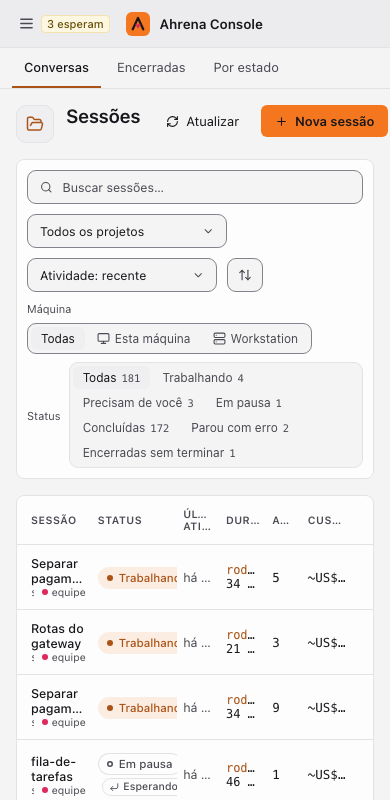 3 esperam
Ahrena Console
Conversas Encerradas Por estado
Sessões Atualizar + Nova sessão
Buscar sessões...
Todos os projetos
Atividade: recente
Máquina
Todas Esta máquina Workstation
Todas 181 Trabalhando 4
Precisam de você 3 Em pausa 1
Status
Concluídas 172 Parou com erro 2
Encerradas sem terminar 1
SESSÃO STATUS ÚL... ATI... DUR... A... CUS...
Separar pagam...
equipe
Trabalhand
há ...
rod...
34 ...
5
~US$...
Rotas do gateway
equipe
Trabalhand
há ...
rod...
21 ...
3
~US$...
Separar pagam...
equipe
Trabalhand
há ...
rod...
34 ...
9
~US$...
fila-de-tarefas
equipe
Em pausa
Esperando
há ...
rod...
46 ...
1
~US$...